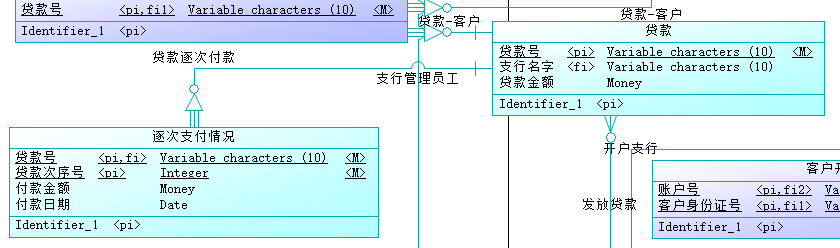 贷款号 <pi,fi1> Variable characters (10) <M>
Identifier_1 <pi>
贷款-客户
贷款-客户
贷款
贷款号 <pi> Variable characters (10) <M>
支行名字 <fi> Variable characters (10)
贷款金额 Money
Identifier_1 <pi>
贷款逐次付款
支行管理员工
逐次支付情况
贷款号 <pi,fi> Variable characters (10) <M>
贷款次序号 <pi> Integer <M>
付款金额 Money
付款日期 Date
Identifier_1 <pi>
开户支行
发放贷款
客户开
账户号 <pi,fi2> Va
客户身份证号 <pi,fi1> Va
Identifier_1 <pi>